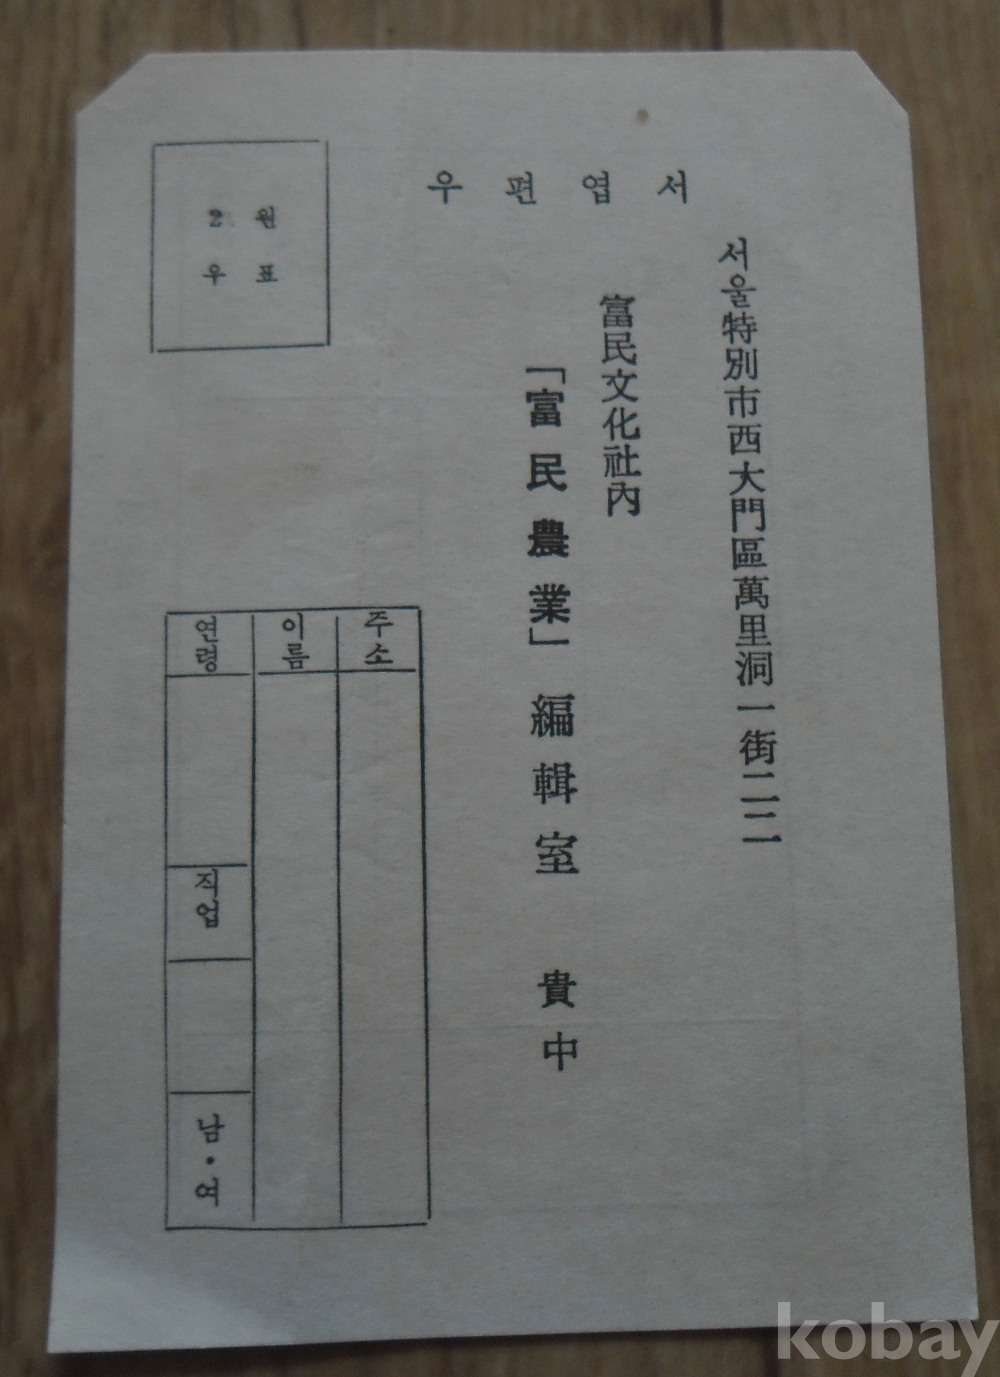 우편엽서
2원
우표
서울特別市西大門區萬里洞一街二二
富民文化社內
「富民農業」編輯室 貴中
주소
이름
연령
직업
남·여
kobay